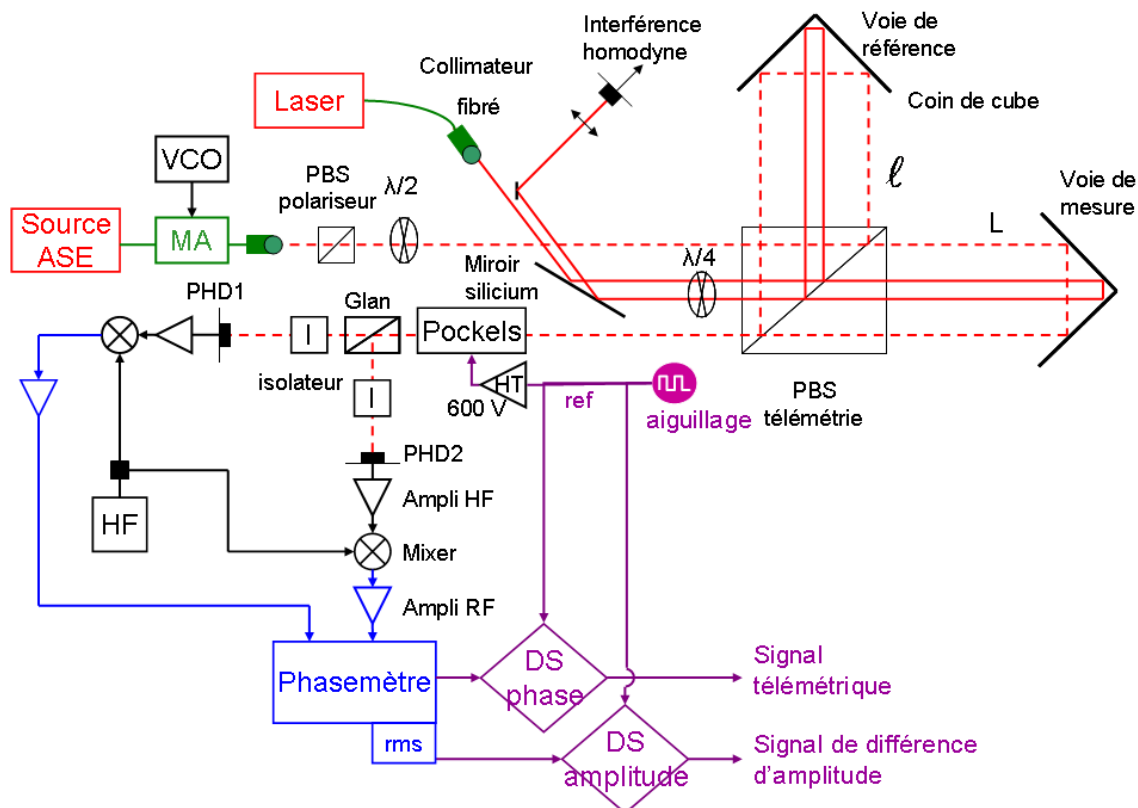 Interférence
homodyne
Voie de
référence
Collimateur
fibré
Laser
Coin de cube
VCO
PBS
polariseur
λ/2
ℓ
Voie de
mesure
Source
ASE
MA
L
λ/4
Miroir
silicium
PHD1
Glan
Pockels
I
isolateur
HT
600 V
ref
aiguillage
PBS
télémétrie
I
PHD2
Ampli HF
HF
Mixer
Ampli RF
Phasemètre
DS
phase
Signal
télémétrique
rms
DS
amplitude
Signal de différence
d'amplitude